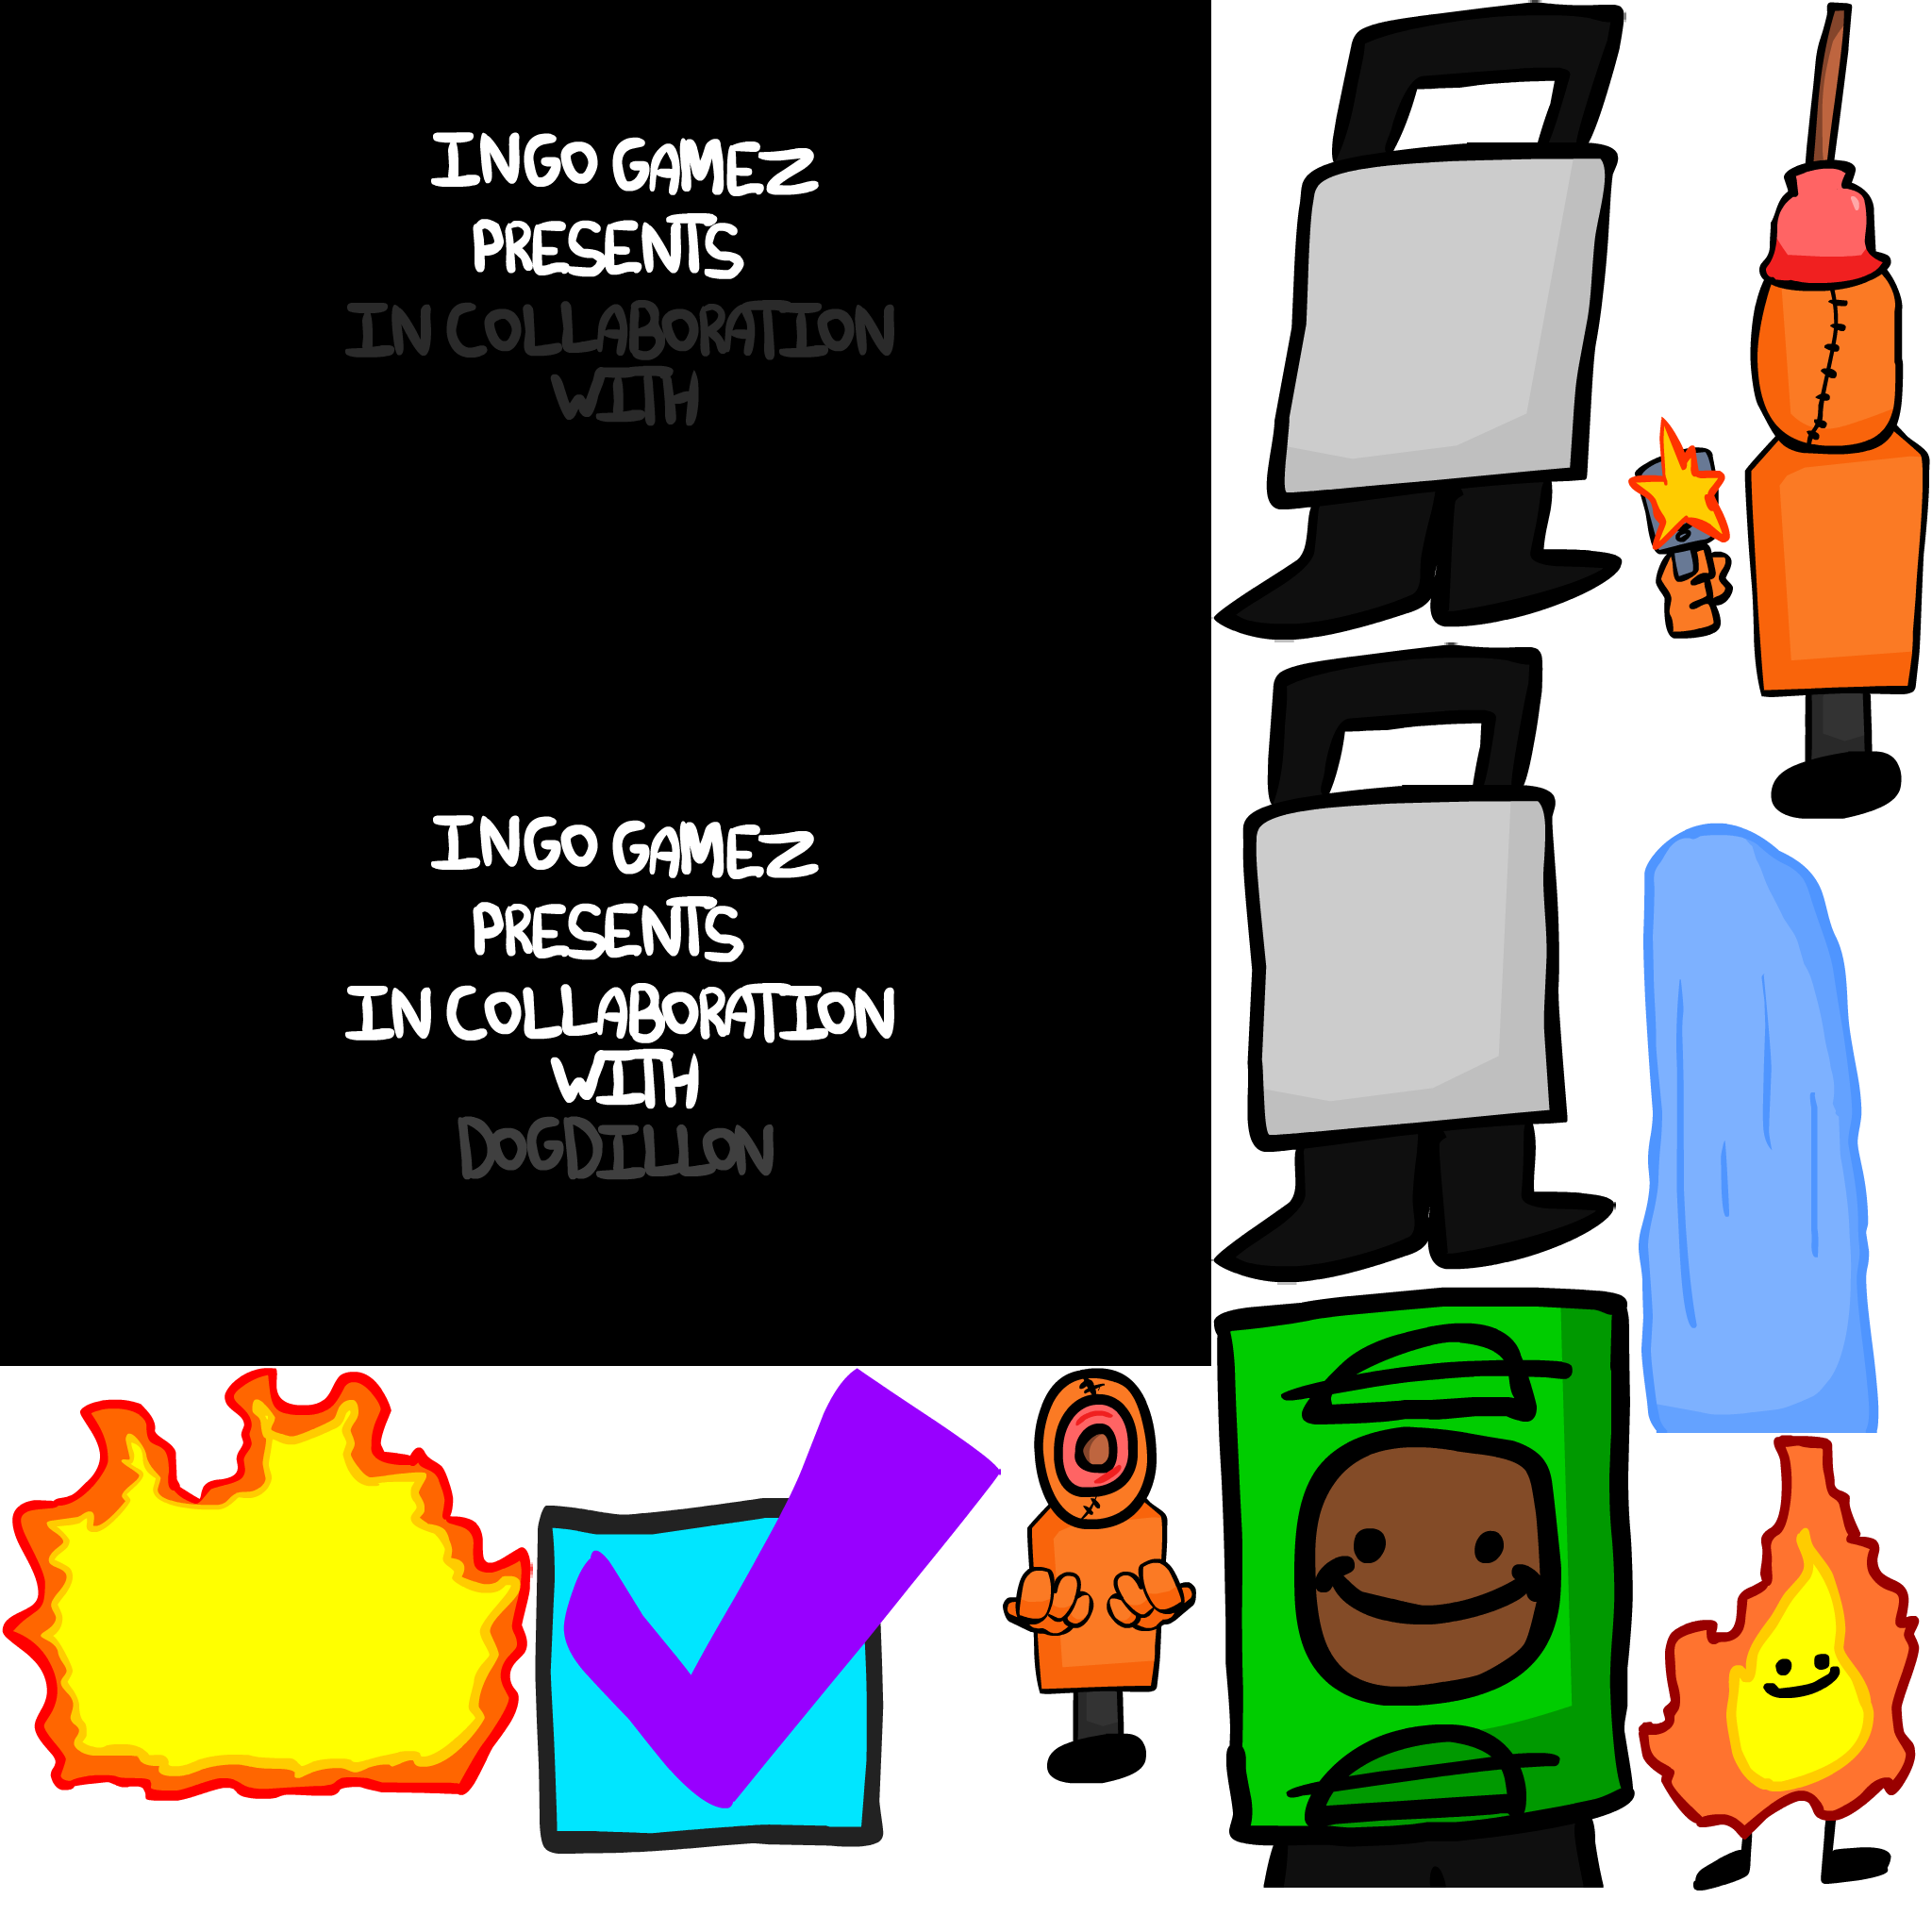 INGO GAMEZ
PRESENTS
IN COLLABORATION
WITH
INGO GAMEZ
PRESENTS
IN COLLABORATION
WITH
DOGDILLON